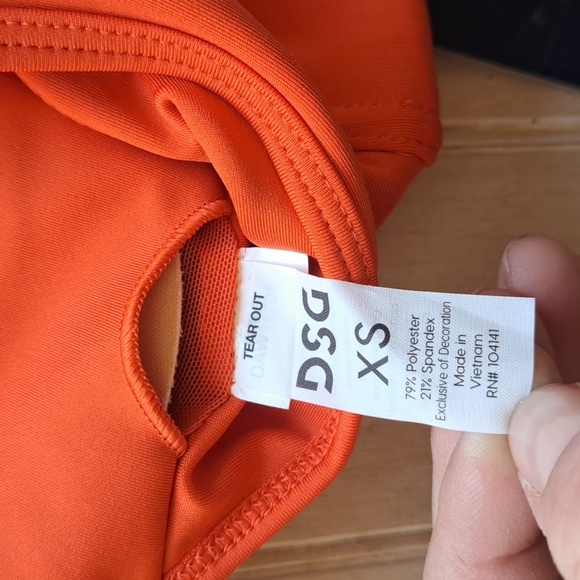 TEAR OUT
DSG
XS
79% Polyester
21% Spandex
Exclusive of Decoration
Made in
Vietnam
RN# 104141